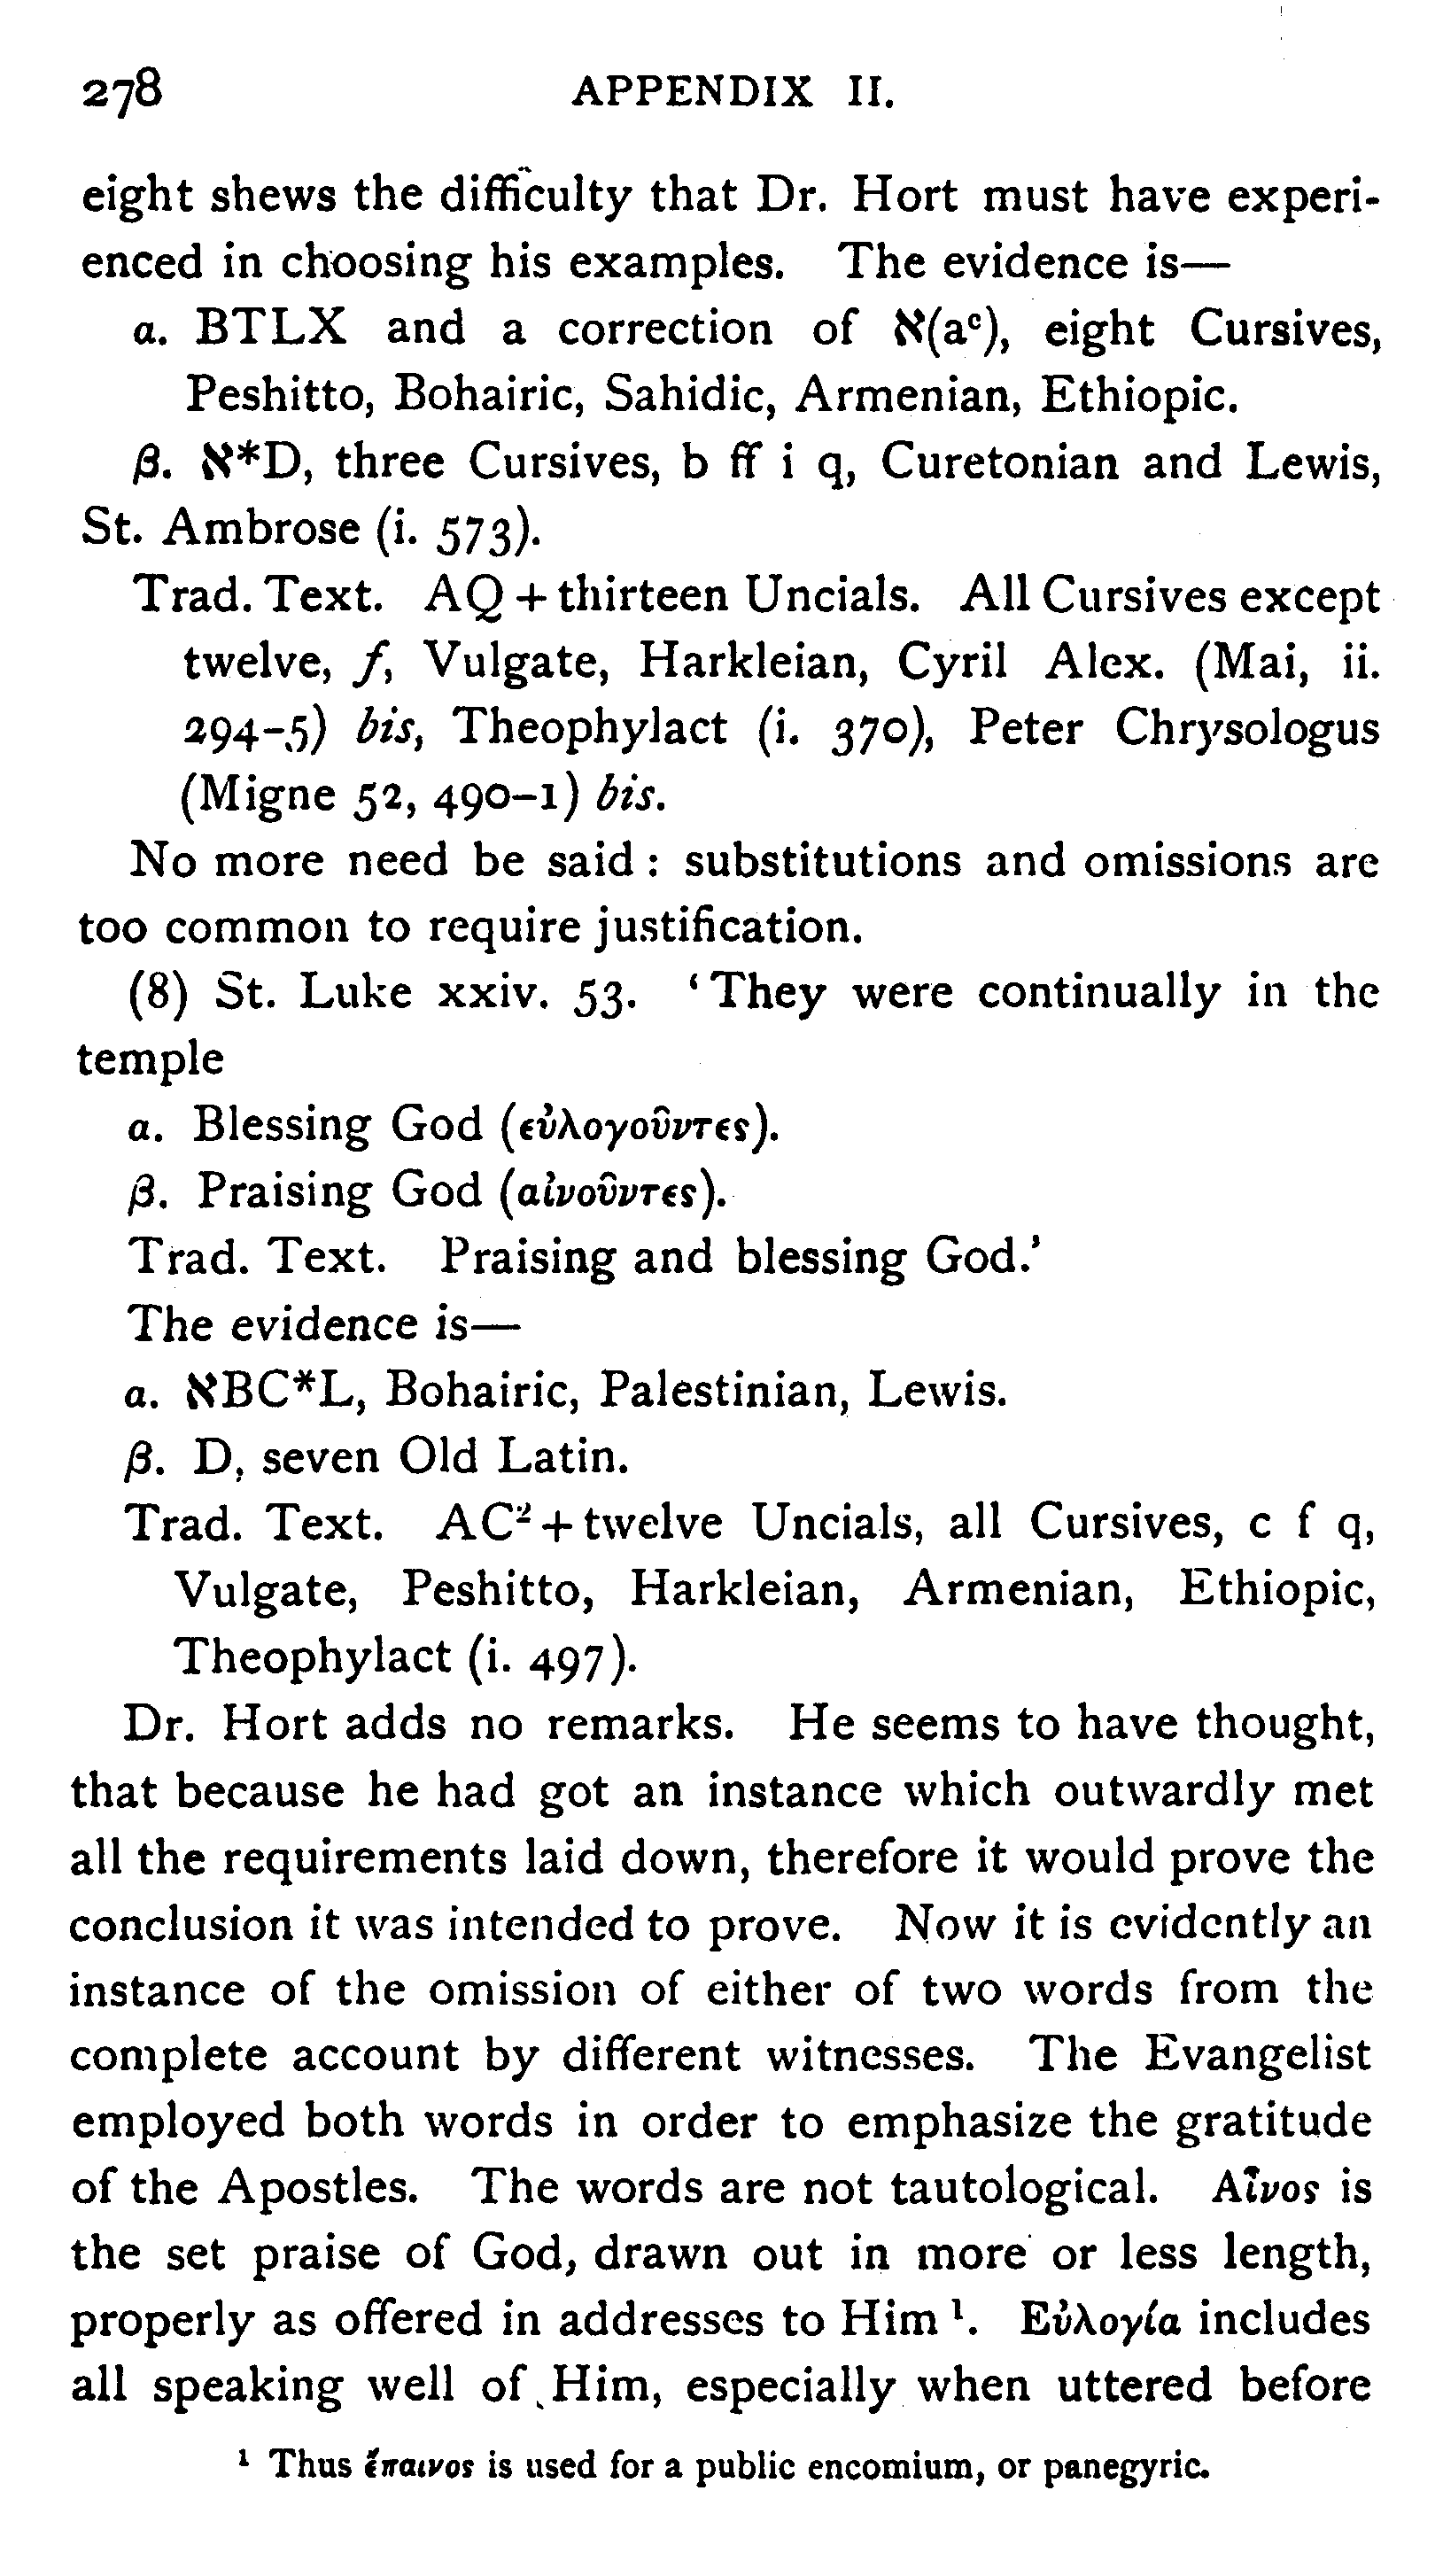 278 APPENDIX II.
eight shews the difficulty that Dr. Hort must have experi-
enced in choosing his examples. The evidence is—
α. BTLX and a correction of ℵ(aᶜ), eight Cursives,
Peshitto, Bohairic, Sahidic, Armenian, Ethiopic.
β. ℵ*D, three Cursives, b ff i q, Curetonian and Lewis,
St. Ambrose (i. 573).
Trad. Text. AQ + thirteen Uncials. All Cursives except
twelve, f, Vulgate, Harkleian, Cyril Alex. (Mai, ii.
294–5) bis, Theophylact (i. 370), Peter Chrysologus
(Migne 52, 490–1) bis.
No more need be said : substitutions and omissions are
too common to require justification.
(8) St. Luke xxiv. 53. ‘They were continually in the
temple
α. Blessing God (εὐλογοῦντες).
β. Praising God (αἰνοῦντες).
Trad. Text. Praising and blessing God.’
The evidence is—
α. ℵBC*L, Bohairic, Palestinian, Lewis.
β. D, seven Old Latin.
Trad. Text. AC² + twelve Uncials, all Cursives, c f q,
Vulgate, Peshitto, Harkleian, Armenian, Ethiopic,
Theophylact (i. 497).
Dr. Hort adds no remarks. He seems to have thought,
that because he had got an instance which outwardly met
all the requirements laid down, therefore it would prove the
conclusion it was intended to prove. Now it is evidently an
instance of the omission of either of two words from the
complete account by different witnesses. The Evangelist
employed both words in order to emphasize the gratitude
of the Apostles. The words are not tautological. Αἶνος is
the set praise of God, drawn out in more or less length,
properly as offered in addresses to Him ¹. Εὐλογία includes
all speaking well of Him, especially when uttered before
¹ Thus ἔπαινος is used for a public encomium, or panegyric.